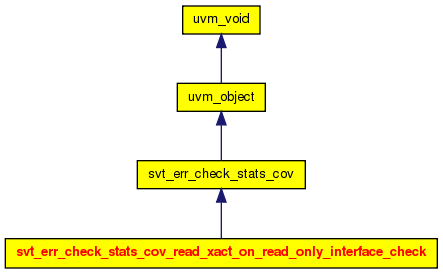 uvm_void
uvm_object
svt_err_check_stats_cov
svt_err_check_stats_cov_read_xact_on_read_only_interface_check